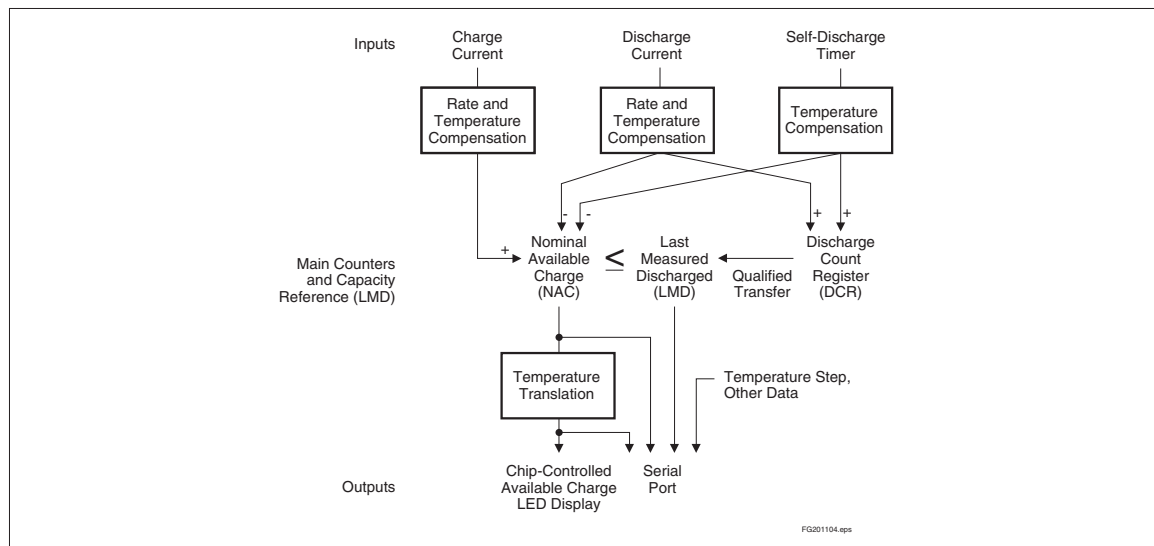 Inputs
Charge
Current
Discharge
Current
Self-Discharge
Timer
Rate and
Temperature
Compensation
Rate and
Temperature
Compensation
Temperature
Compensation
- -
+ +
+
Main Counters
and Capacity
Reference (LMD)
Nominal
Available
Charge
(NAC)
≤
Last
Measured
Discharged
(LMD)
Qualified
Transfer
Discharge
Count
Register
(DCR)
Temperature
Translation
Temperature Step,
Other Data
Outputs
Chip-Controlled
Available Charge
LED Display
Serial
Port
FG201104.eps